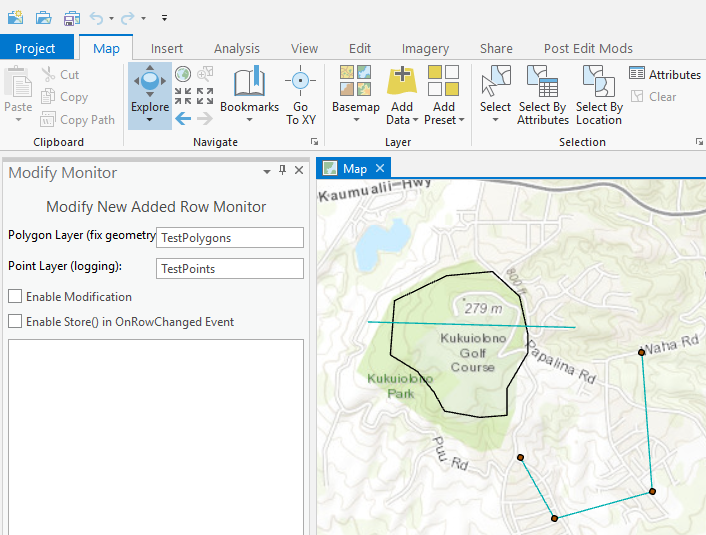 Project Map Insert Analysis View Edit Imagery Share Post Edit Mods
Paste
Cut
Copy
Copy Path
Clipboard
Explore
Bookmarks
Go
To XY
Navigate
Basemap
Add
Data
Add
Preset
Layer
Select
Select By
Attributes
Select By
Location
Attributes
Clear
Selection
Modify Monitor
Modify New Added Row Monitor
Polygon Layer (fix geometry
TestPolygons
Point Layer (logging):
TestPoints
Enable Modification
Enable Store() in OnRowChanged Event
Map
Kaumualii-Hwy
800 ft
279 m
Kukuiolono
Golf
Course
Papalina Rd
Waha Rd
Kukuiolono
Park
Puu Rd